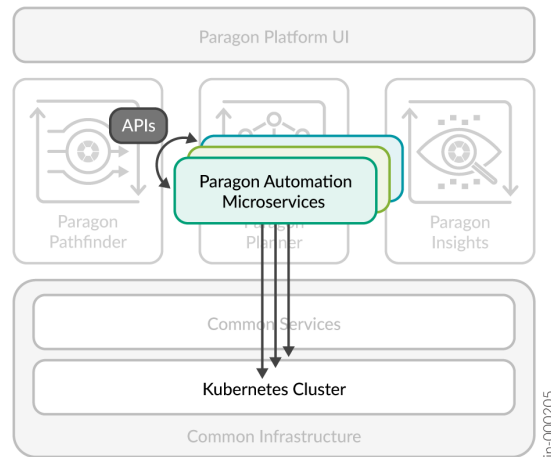 Paragon Platform UI
APIs
Paragon Automation
Microservices
Paragon
Pathfinder
Paragon
Planner
Paragon
Insights
Common Services
Kubernetes Cluster
Common Infrastructure
jn-000205